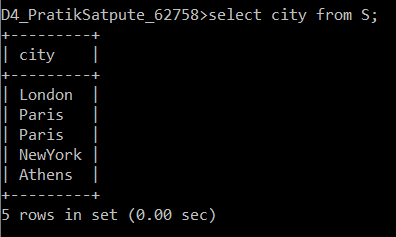 D4_PratikSatpute_62758>select city from S;
+---------+
| city    |
+---------+
| London  |
| Paris   |
| Paris   |
| NewYork |
| Athens  |
+---------+
5 rows in set (0.00 sec)